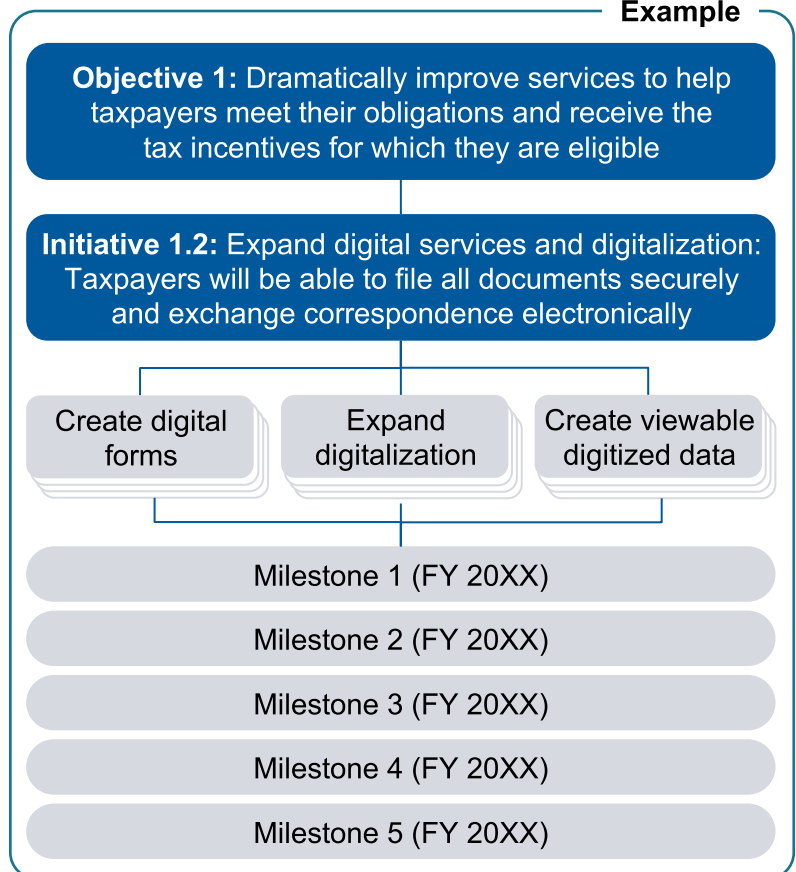 Example
Objective 1: Dramatically improve services to help
taxpayers meet their obligations and receive the
tax incentives for which they are eligible
Initiative 1.2: Expand digital services and digitalization:
Taxpayers will be able to file all documents securely
and exchange correspondence electronically
Create digital
forms
Expand
digitalization
Create viewable
digitized data
Milestone 1 (FY 20XX)
Milestone 2 (FY 20XX)
Milestone 3 (FY 20XX)
Milestone 4 (FY 20XX)
Milestone 5 (FY 20XX)